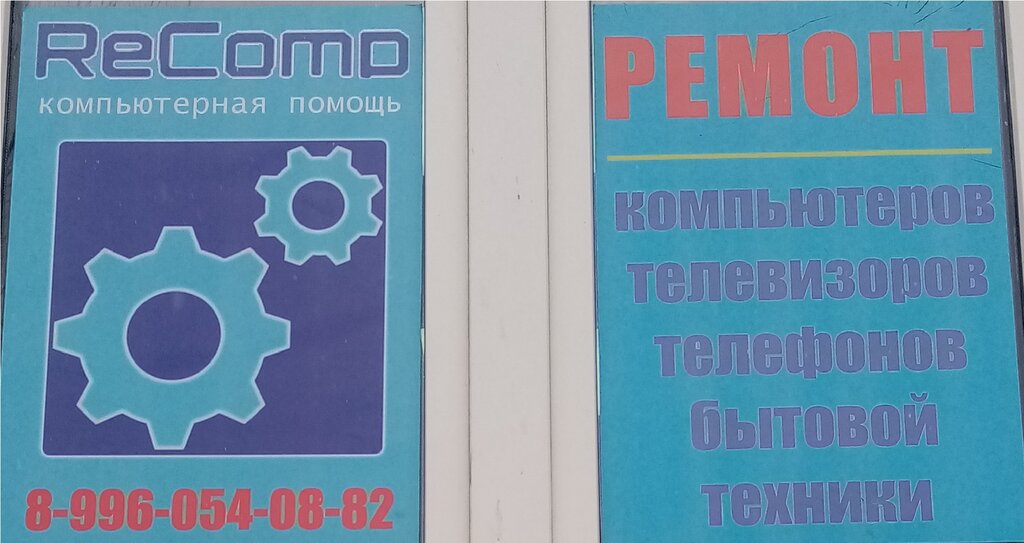 ReComp
компьютерная помощь
8-996-054-08-82
РЕМОНТ
компьютеров
телевизоров
телефонов
бытовой
техники